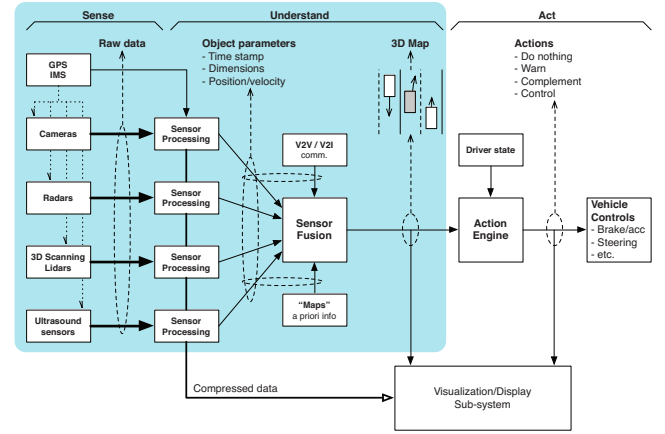 Sense
Understand
Act
Raw data
Object parameters
- Time stamp
- Dimensions
- Position/velocity
3D Map
Actions
- Do nothing
- Warn
- Complement
- Control
GPS
IMS
Cameras
Sensor
Processing
V2V / V2I
comm.
Driver state
Radars
Sensor
Processing
Sensor
Fusion
Action
Engine
Vehicle
Controls
- Brake/acc
- Steering
- etc.
3D Scanning
Lidars
Sensor
Processing
"Maps"
a priori info
Ultrasound
sensors
Sensor
Processing
Compressed data
Visualization/Display
Sub-system